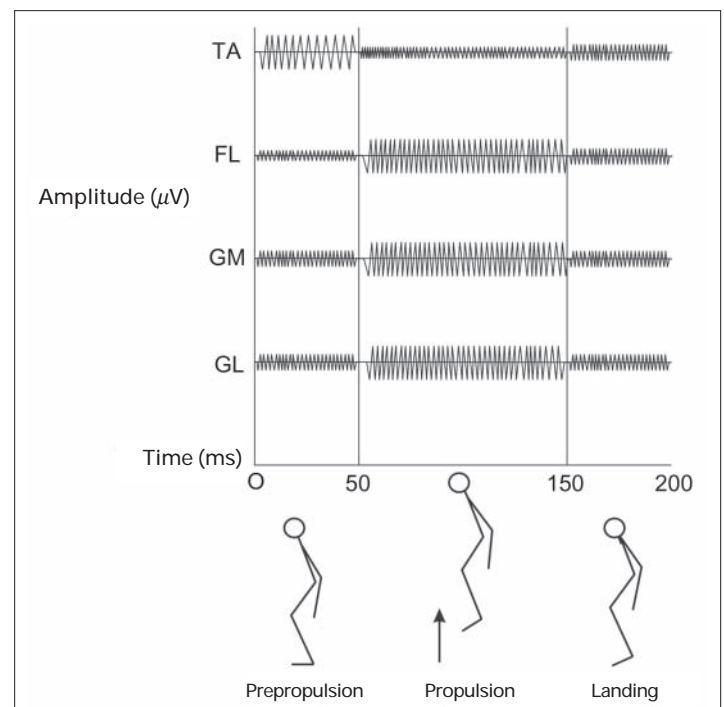 TA
FL
Amplitude (μV)
GM
GL
Time (ms)
O 50 150 200
Prepropulsion Propulsion Landing